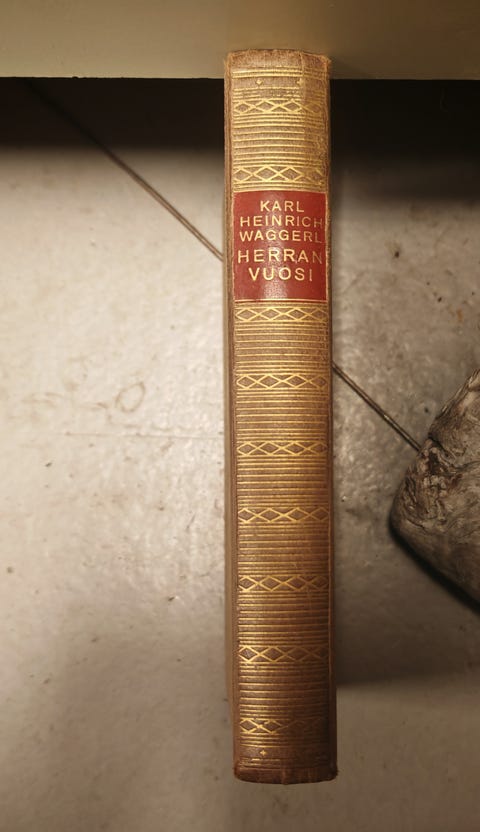 KARL
HEINRICH
WAGGERL
HERRAN
VUOSI